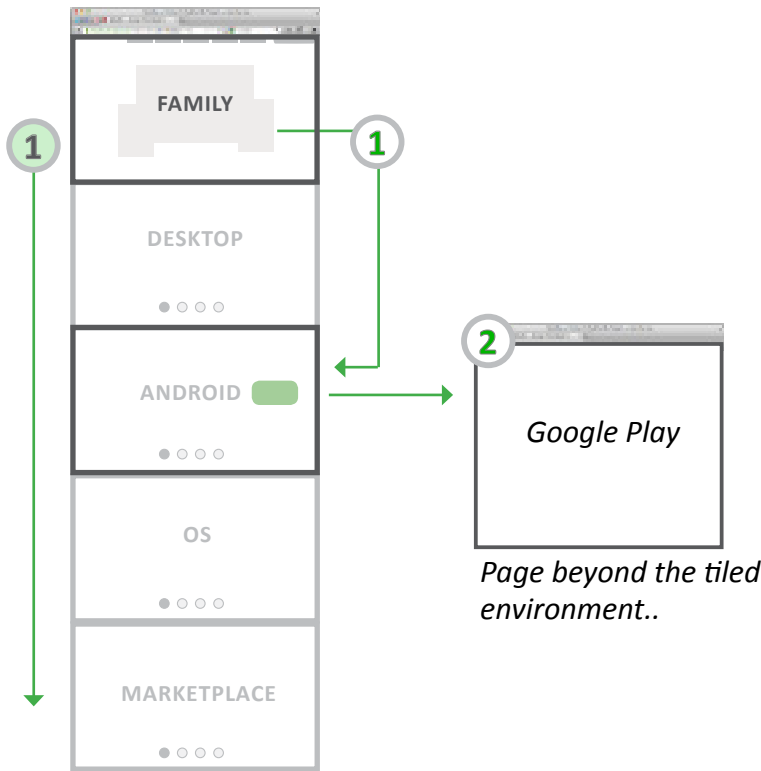 FAMILY
1
1
DESKTOP
2
ANDROID
Google Play
OS
Page beyond the tiled
environment..
MARKETPLACE